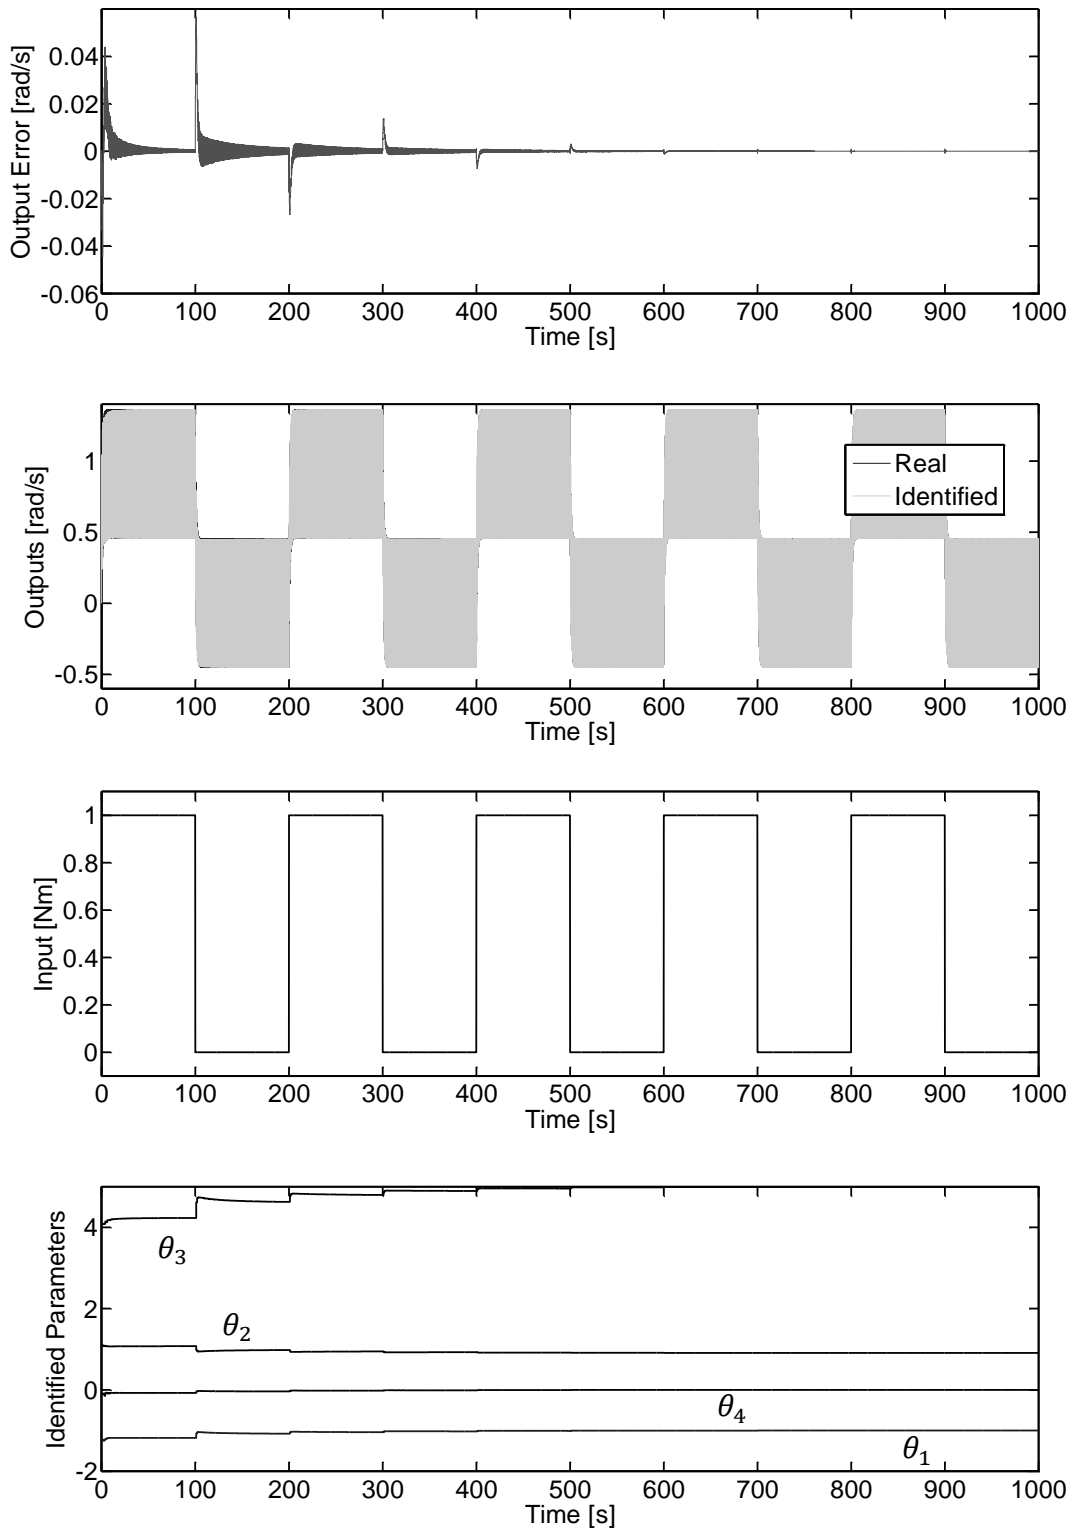 Output Error [rad/s]
0.04
0.02
0
-0.02
-0.04
-0.06
0 100 200 300 400 500 600 700 800 900 1000
Time [s]
Outputs [rad/s]
1
0.5
0
-0.5
Real
Identified
0 100 200 300 400 500 600 700 800 900 1000
Time [s]
Input [Nm]
1
0.8
0.6
0.4
0.2
0
0 100 200 300 400 500 600 700 800 900 1000
Time [s]
Identified Parameters
4
2
0
-2
θ3
θ2
θ4
θ1
0 100 200 300 400 500 600 700 800 900 1000
Time [s]